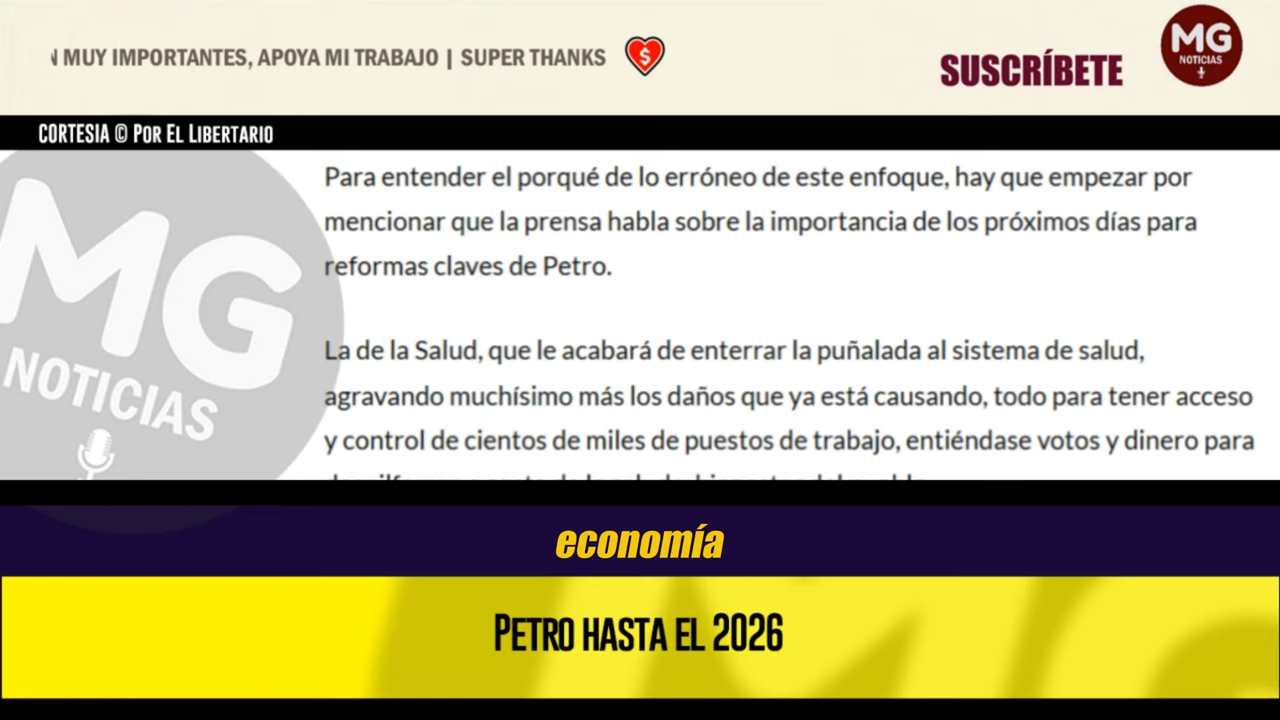 N MUY IMPORTANTES, APOYA MI TRABAJO | SUPER THANKS
$
SUSCRÍBETE
MG
NOTICIAS
CORTESIA © POR EL LIBERTARIO
Para entender el porqué de lo erróneo de este enfoque, hay que empezar por
mencionar que la prensa habla sobre la importancia de los próximos días para
reformas claves de Petro.
La de la Salud, que le acabará de enterrar la puñalada al sistema de salud,
agravando muchísimo más los daños que ya está causando, todo para tener acceso
y control de cientos de miles de puestos de trabajo, entiéndase votos y dinero para
MG
NOTICIAS
economía
PETRO HASTA EL 2026